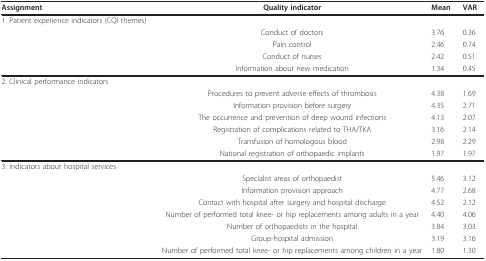 Assignment Quality indicator Mean VAR
1. Patient experience indicators (CQI themes)
Conduct of doctors 3.76 0.36
Pain control 2.46 0.74
Conduct of nurses 2.42 0.51
Information about new medication 1.34 0.45
2. Clinical performance indicators
Procedures to prevent adverse effects of thrombosis 4.38 1.69
Information provision before surgery 4.35 2.71
The occurrence and prevention of deep wound infections 4.13 2.07
Registration of complications related to THA/TKA 3.16 2.14
Transfusion of homologous blood 2.98 2.29
National registration of orthopaedic implants 1.97 1.97
3. Indicators about hospital services
Specialist areas of orthopaedist 5.46 3.12
Information provision approach 4.77 2.68
Contact with hospital after surgery and hospital discharge 4.52 2.12
Number of performed total knee- or hip replacements among adults in a year 4.40 4.06
Number of orthopaedists in the hospital 3.84 3.03
Group-hospital admission 3.19 3.16
Number of performed total knee- or hip replacements among children in a year 1.80 1.30